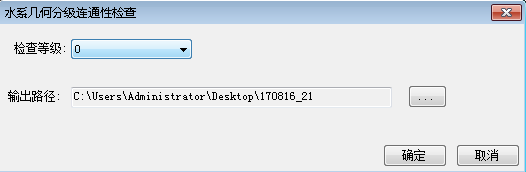 水系几何分级连通性检查
检查等级: 0
输出路径: C:\Users\Administrator\Desktop\170816_21 ...
确定 取消